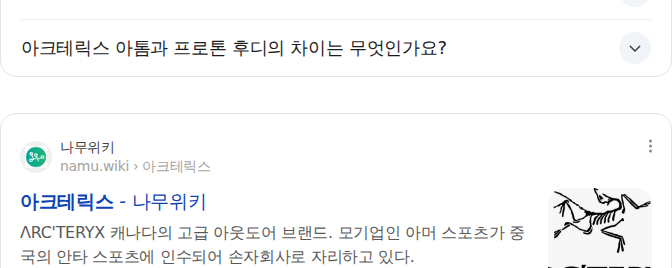 아크테릭스 아톰과 프로톤 후디의 차이는 무엇인가요?
나무위키
namu.wiki › 아크테릭스
아크테릭스 - 나무위키
ΛRC'TERYX 캐나다의 고급 아웃도어 브랜드. 모기업인 아머 스포츠가 중
국의 안타 스포츠에 인수되어 손자회사로 자리하고 있다.